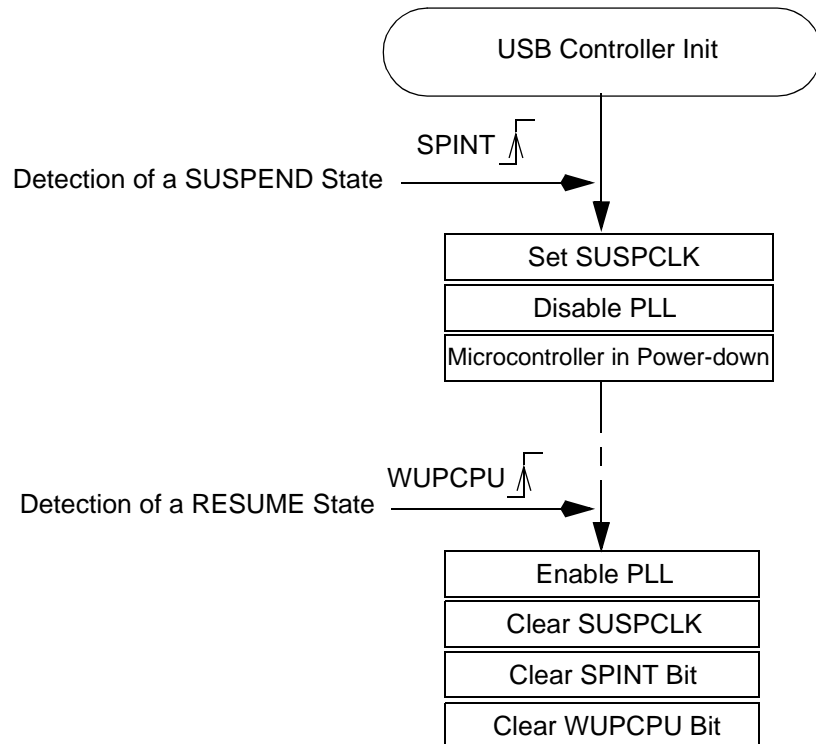 USB Controller Init
SPINT
Detection of a SUSPEND State
Set SUSPCLK
Disable PLL
Microcontroller in Power-down
WUPCPU
Detection of a RESUME State
Enable PLL
Clear SUSPCLK
Clear SPINT Bit
Clear WUPCPU Bit